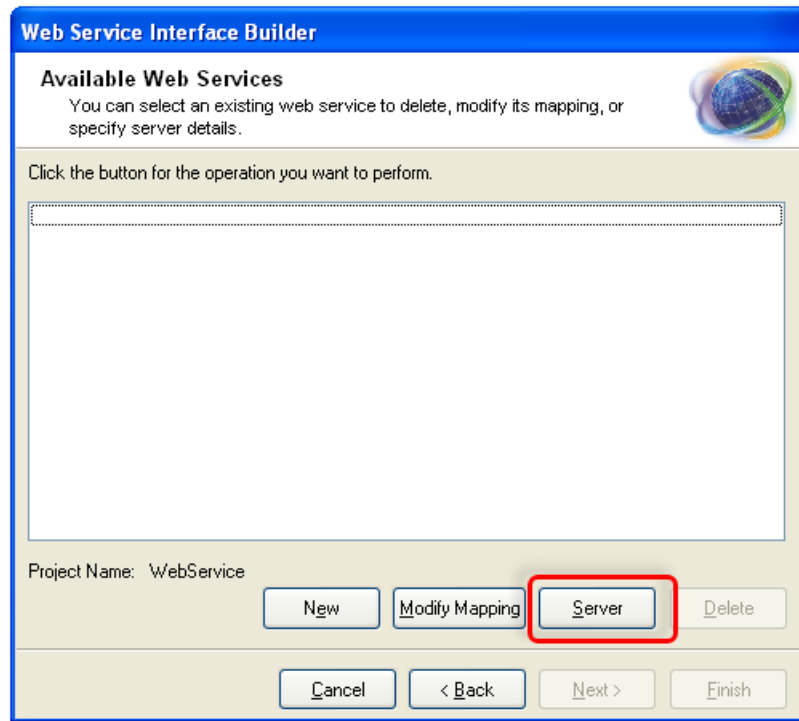 Web Service Interface Builder
Available Web Services
You can select an existing web service to delete, modify its mapping, or
specify server details.
Click the button for the operation you want to perform.
Project Name: WebService
New Modify Mapping Server Delete
Cancel < Back Next > Finish